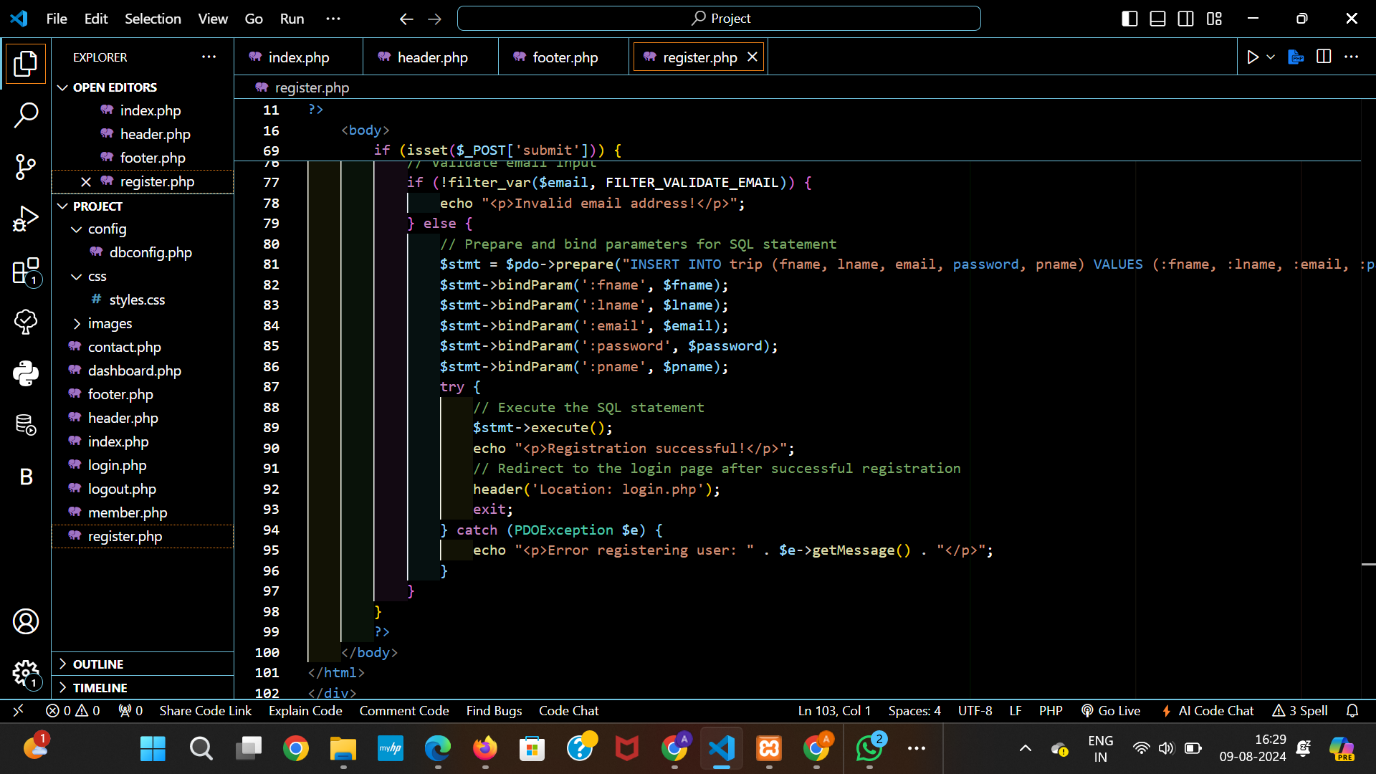 File Edit Selection View Go Run ··· Project
EXPLORER ···
OPEN EDITORS
index.php
header.php
footer.php
register.php
PROJECT
config
dbconfig.php
css
# styles.css
images
contact.php
dashboard.php
footer.php
header.php
index.php
login.php
logout.php
member.php
register.php
OUTLINE
TIMELINE
1
B
1
index.php header.php footer.php register.php
register.php
11 ?>
16 <body>
69 if (isset($_POST['submit'])) {
76 // Validate email input
77 if (!filter_var($email, FILTER_VALIDATE_EMAIL)) {
78 echo "<p>Invalid email address!</p>";
79 } else {
80 // Prepare and bind parameters for SQL statement
81 $stmt = $pdo->prepare("INSERT INTO trip (fname, lname, email, password, pname) VALUES (:fname, :lname, :email, :p
82 $stmt->bindParam(':fname', $fname);
83 $stmt->bindParam(':lname', $lname);
84 $stmt->bindParam(':email', $email);
85 $stmt->bindParam(':password', $password);
86 $stmt->bindParam(':pname', $pname);
87 try {
88 // Execute the SQL statement
89 $stmt->execute();
90 echo "<p>Registration successful!</p>";
91 // Redirect to the login page after successful registration
92 header('Location: login.php');
93 exit;
94 } catch (PDOException $e) {
95 echo "<p>Error registering user: " . $e->getMessage() . "</p>";
96 }
97 }
98 }
99 ?>
100 </body>
101 </html>
102 </div>
0 0 0 Share Code Link Explain Code Comment Code Find Bugs Code Chat Ln 103, Col 1 Spaces: 4 UTF-8 LF PHP Go Live AI Code Chat 3 Spell
1 myhp A A 2 ··· ENG 16:29 PRE
IN 09-08-2024